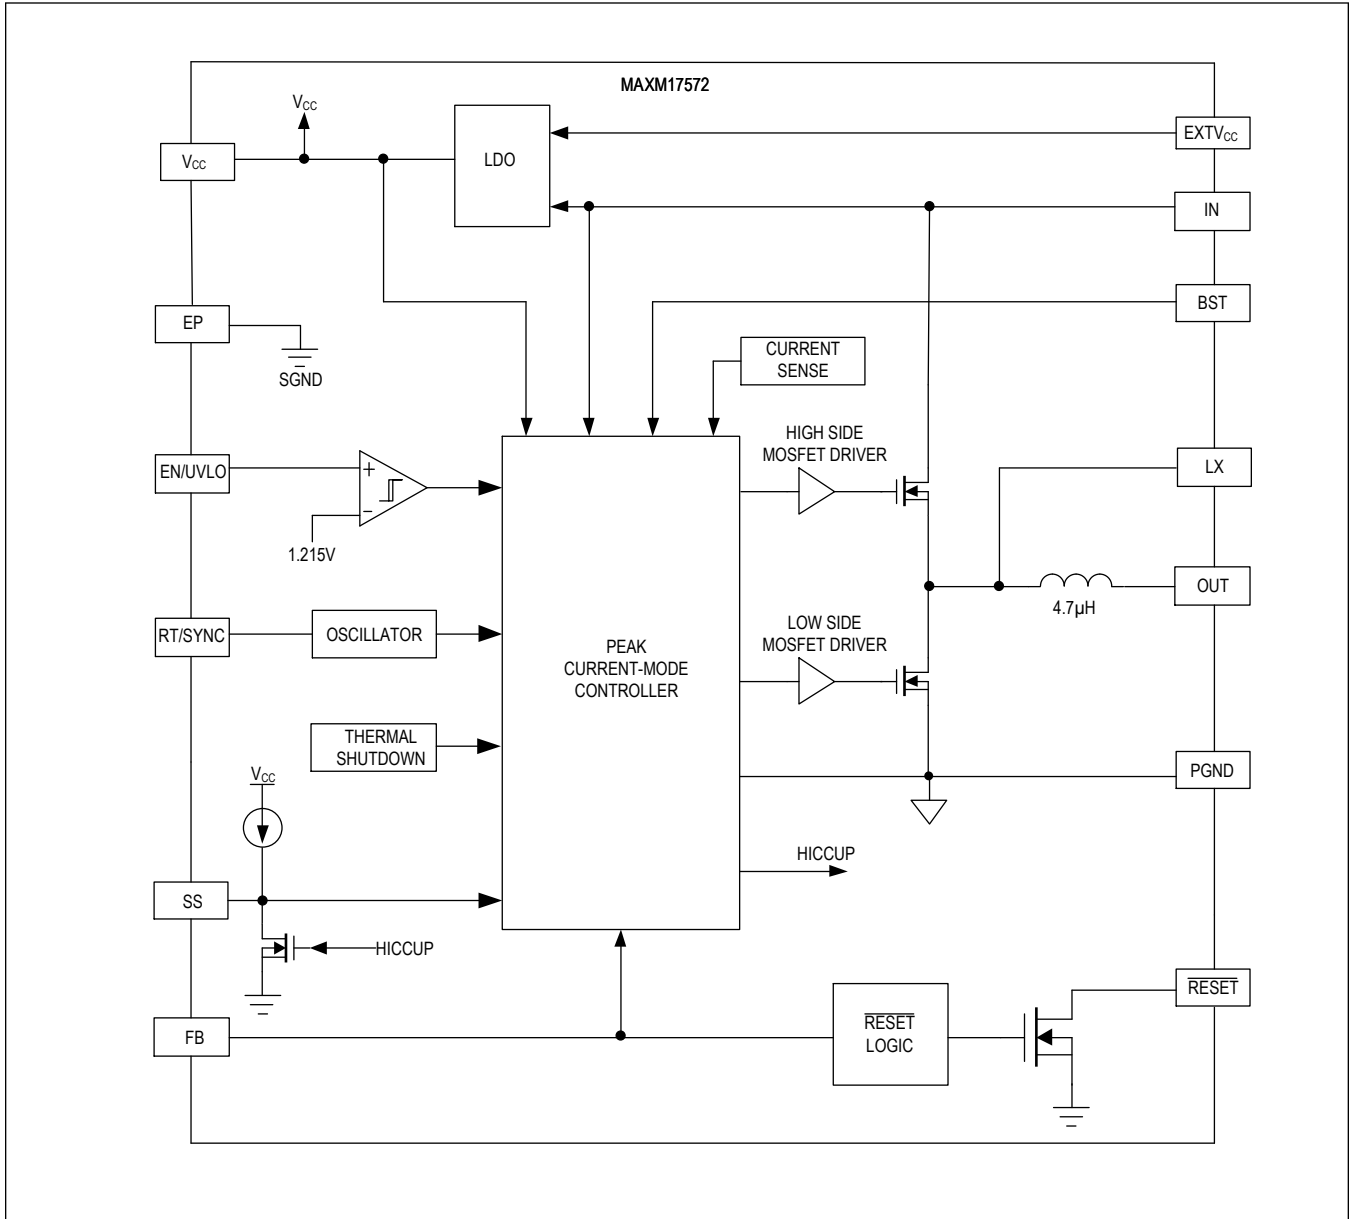 MAXM17572
VCC
VCC
LDO
EXTVCC
IN
BST
EP
SGND
CURRENT
SENSE
HIGH SIDE
MOSFET DRIVER
EN/UVLO
+
−
1.215V
LX
OUT
4.7µH
RT/SYNC
OSCILLATOR
PEAK
CURRENT-MODE
CONTROLLER
LOW SIDE
MOSFET DRIVER
THERMAL
SHUTDOWN
PGND
VCC
HICCUP
SS
HICCUP
RESET
FB
RESET
LOGIC